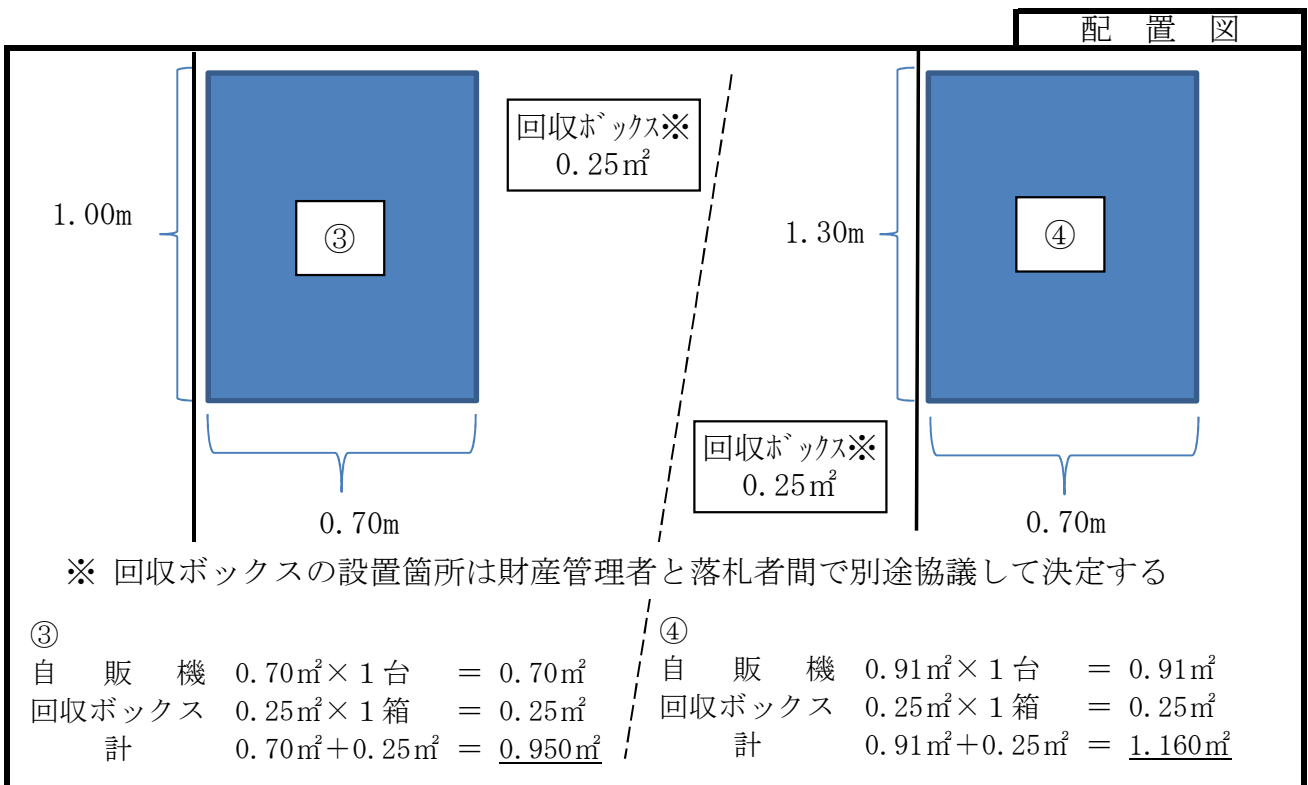 配　置　図
回収ﾎﾞｯｸｽ※
0.25㎡
1.00m
③
0.70m
1.30m
④
回収ﾎﾞｯｸｽ※
0.25㎡
0.70m
※ 回収ボックスの設置箇所は財産管理者と落札者間で別途協議して決定する
③
自　販　機　0.70㎡×１台　＝ 0.70㎡
回収ボックス　0.25㎡×１箱　＝ 0.25㎡
計　0.70㎡＋0.25㎡ ＝ 0.950㎡
④
自　販　機　0.91㎡×１台　＝ 0.91㎡
回収ボックス　0.25㎡×１箱　＝ 0.25㎡
計　0.91㎡＋0.25㎡ ＝ 1.160㎡